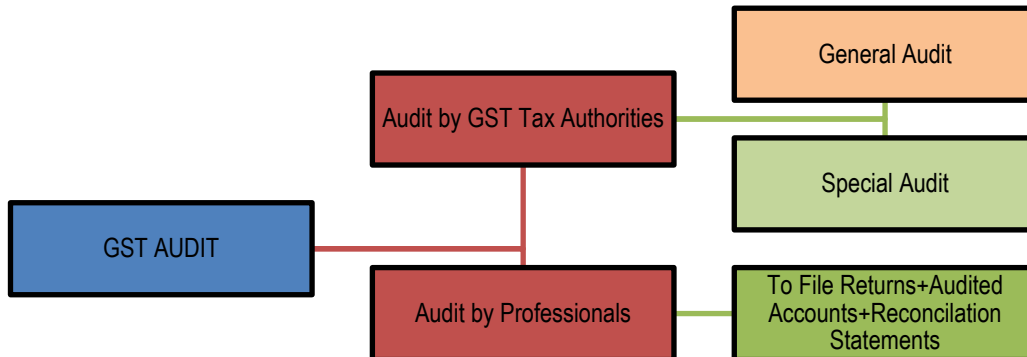 General Audit
Audit by GST Tax Authorities
Special Audit
GST AUDIT
Audit by Professionals
To File Returns+Audited
Accounts+Reconcilation
Statements